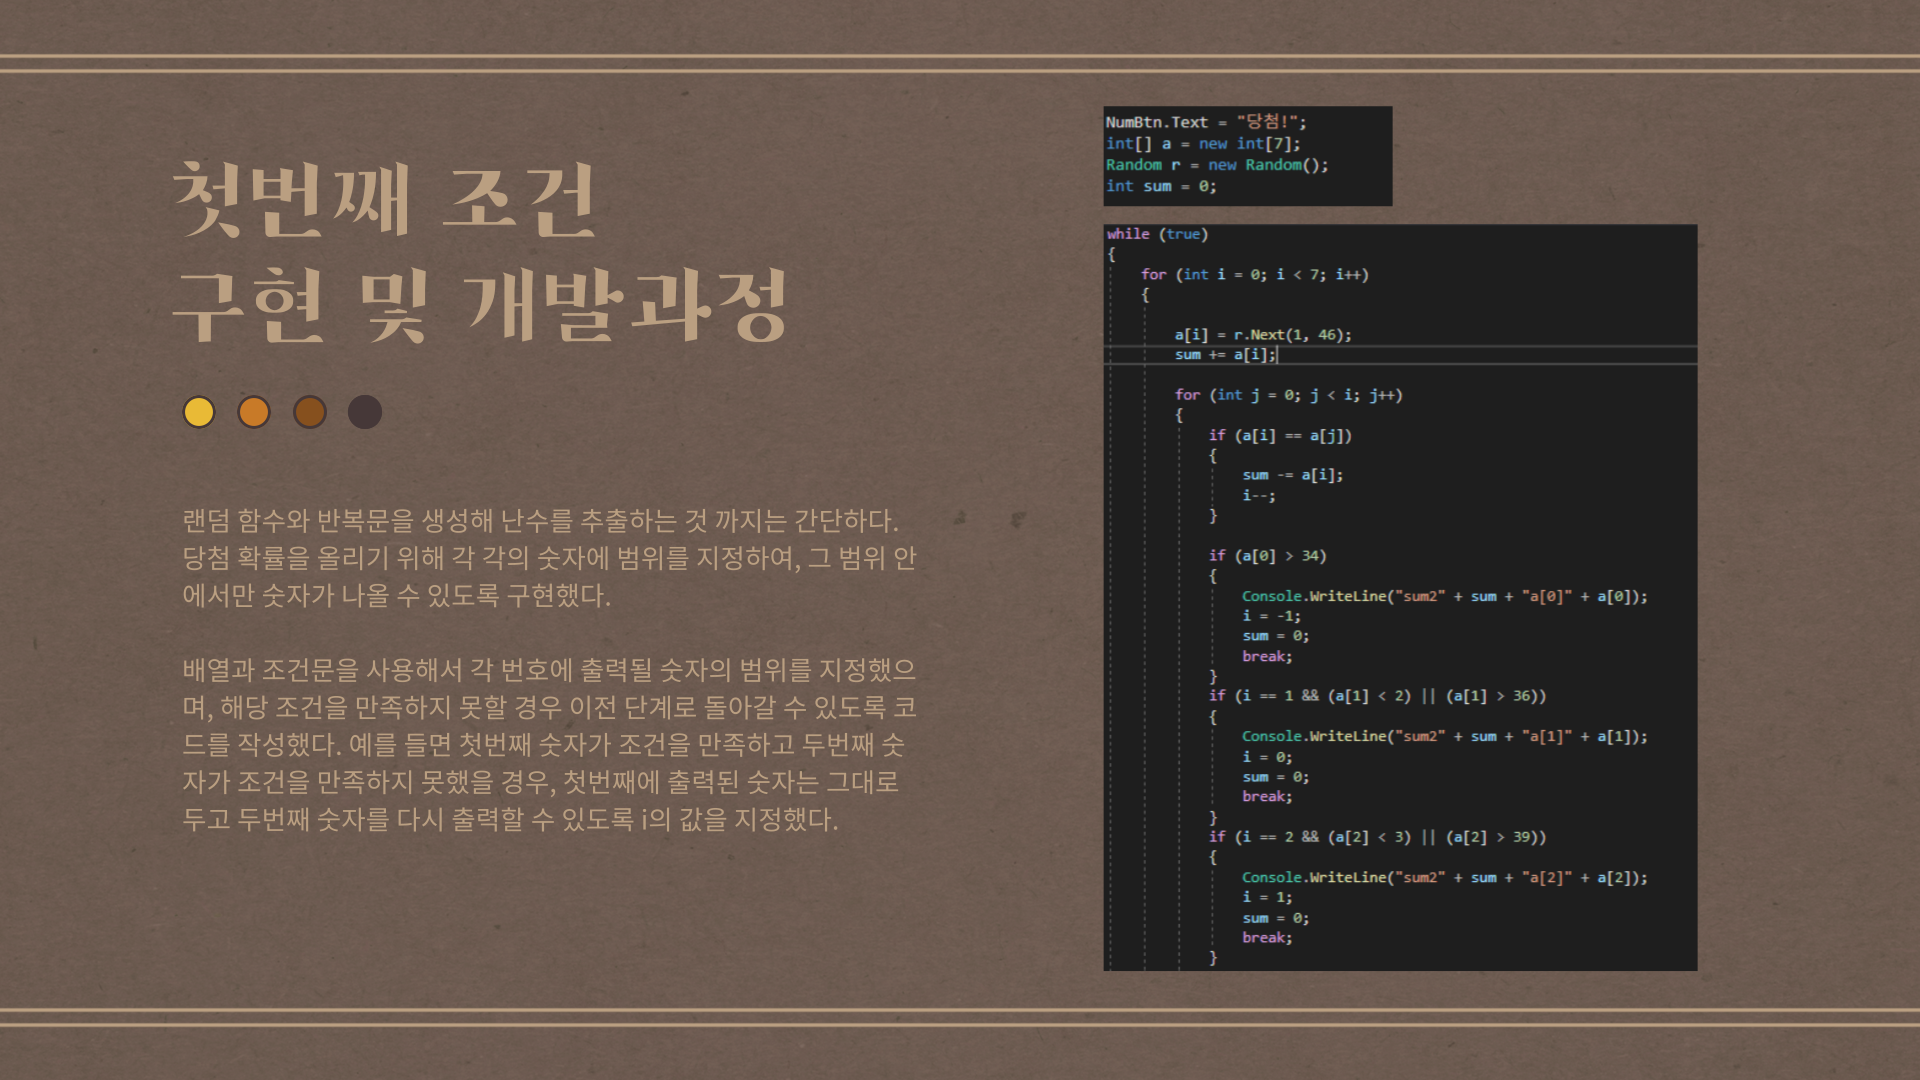 첫번째 조건
구현 및 개발과정
랜덤 함수와 반복문을 생성해 난수를 추출하는 것 까지는 간단하다.
당첨 확률을 올리기 위해 각 각의 숫자에 범위를 지정하여, 그 범위 안
에서만 숫자가 나올 수 있도록 구현했다.
배열과 조건문을 사용해서 각 번호에 출력될 숫자의 범위를 지정했으
며, 해당 조건을 만족하지 못할 경우 이전 단계로 돌아갈 수 있도록 코
드를 작성했다. 예를 들면 첫번째 숫자가 조건을 만족하고 두번째 숫
자가 조건을 만족하지 못했을 경우, 첫번째에 출력된 숫자는 그대로
두고 두번째 숫자를 다시 출력할 수 있도록 i의 값을 지정했다.
NumBtn.Text = "당첨!";
int[] a = new int[7];
Random r = new Random();
int sum = 0;
while (true)
{
for (int i = 0; i < 7; i++)
{
a[i] = r.Next(1, 46);
sum += a[i];
for (int j = 0; j < i; j++)
{
if (a[i] == a[j])
{
sum -= a[i];
i--;
}
if (a[0] > 34)
{
Console.WriteLine("sum2" + sum + "a[0]" + a[0]);
i = -1;
sum = 0;
break;
}
if (i == 1 && (a[1] < 2) || (a[1] > 36))
{
Console.WriteLine("sum2" + sum + "a[1]" + a[1]);
i = 0;
sum = 0;
break;
}
if (i == 2 && (a[2] < 3) || (a[2] > 39))
{
Console.WriteLine("sum2" + sum + "a[2]" + a[2]);
i = 1;
sum = 0;
break;
}